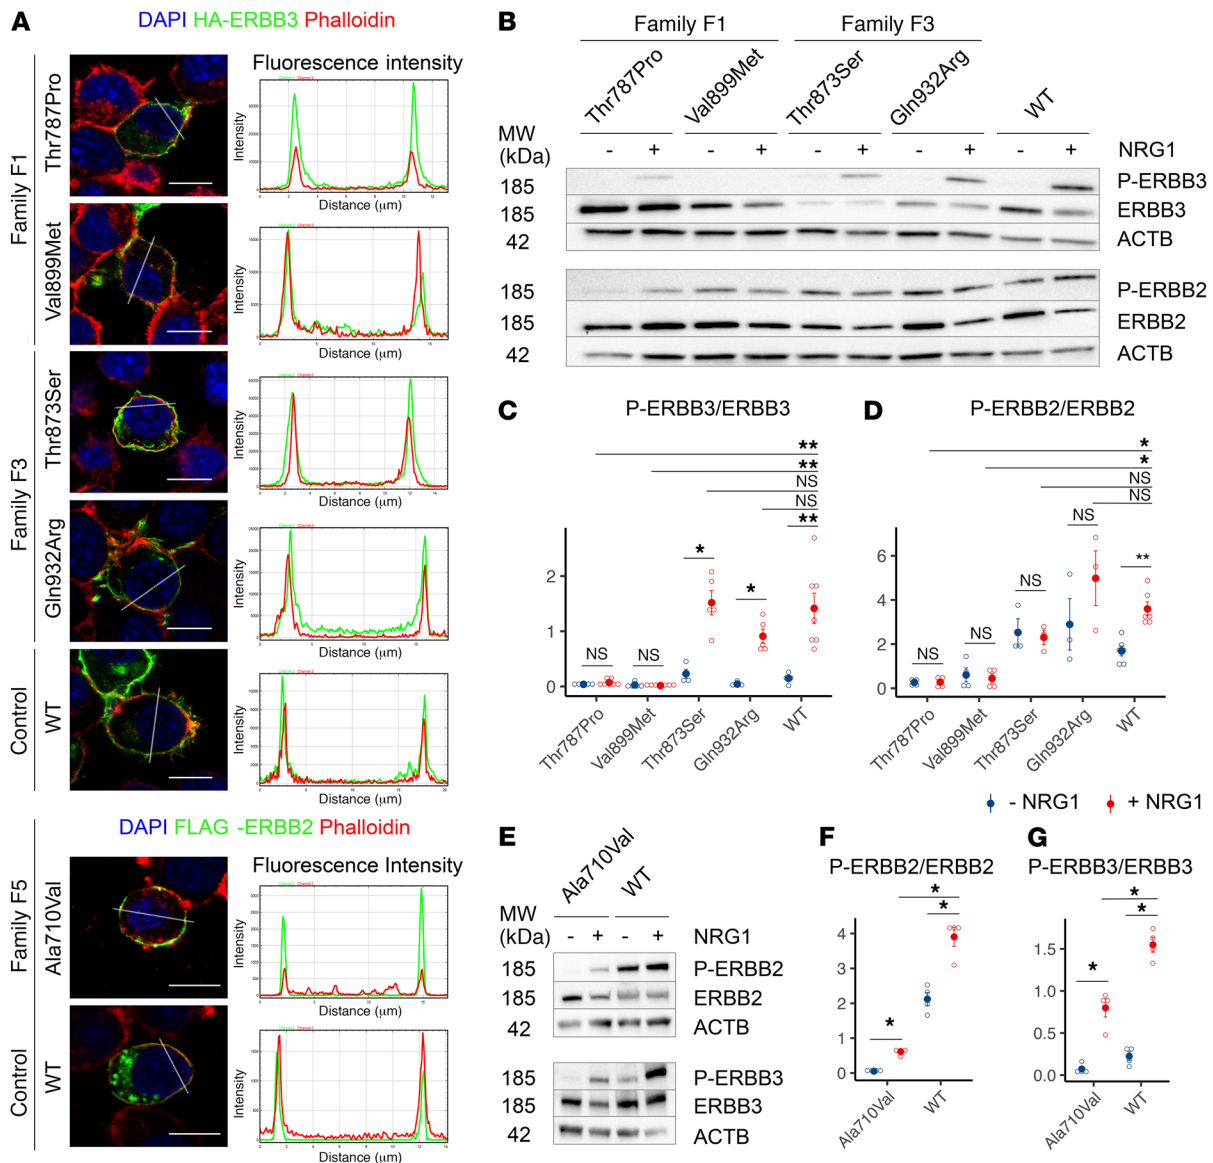 A
DAPI HA-ERBB3 Phalloidin
Fluorescence intensity
Family F1
Thr787Pro
Intensity
Distance (μm)
Val899Met
Intensity
Distance (μm)
Family F3
Thr873Ser
Intensity
Distance (μm)
Gln932Arg
Intensity
Distance (μm)
Control
WT
Intensity
Distance (μm)
DAPI FLAG -ERBB2 Phalloidin
Fluorescence Intensity
Family F5
Ala710Val
Intensity
Distance (μm)
Control
WT
Intensity
Distance (μm)
B
Family F1 Family F3
Thr787Pro Val899Met Thr873Ser Gln932Arg WT
MW
(kDa)
- + - + - + - + - + NRG1
185 P-ERBB3
185 ERBB3
42 ACTB
185 P-ERBB2
185 ERBB2
42 ACTB
C
P-ERBB3/ERBB3
**
**
NS
NS
**
*
*
NS NS
2
1
0
Thr787Pro Val899Met Thr873Ser Gln932Arg WT
D
P-ERBB2/ERBB2
*
*
NS
NS
NS
**
NS
NS
NS
6
4
2
0
Thr787Pro Val899Met Thr873Ser Gln932Arg WT
- NRG1 + NRG1
E
Ala710Val WT
MW
(kDa)
- + - + NRG1
185 P-ERBB2
185 ERBB2
42 ACTB
185 P-ERBB3
185 ERBB3
42 ACTB
F
P-ERBB2/ERBB2
*
*
*
4
3
2
1
0
Ala710Val WT
G
P-ERBB3/ERBB3
*
*
*
1.5
1.0
0.5
0.0
Ala710Val WT